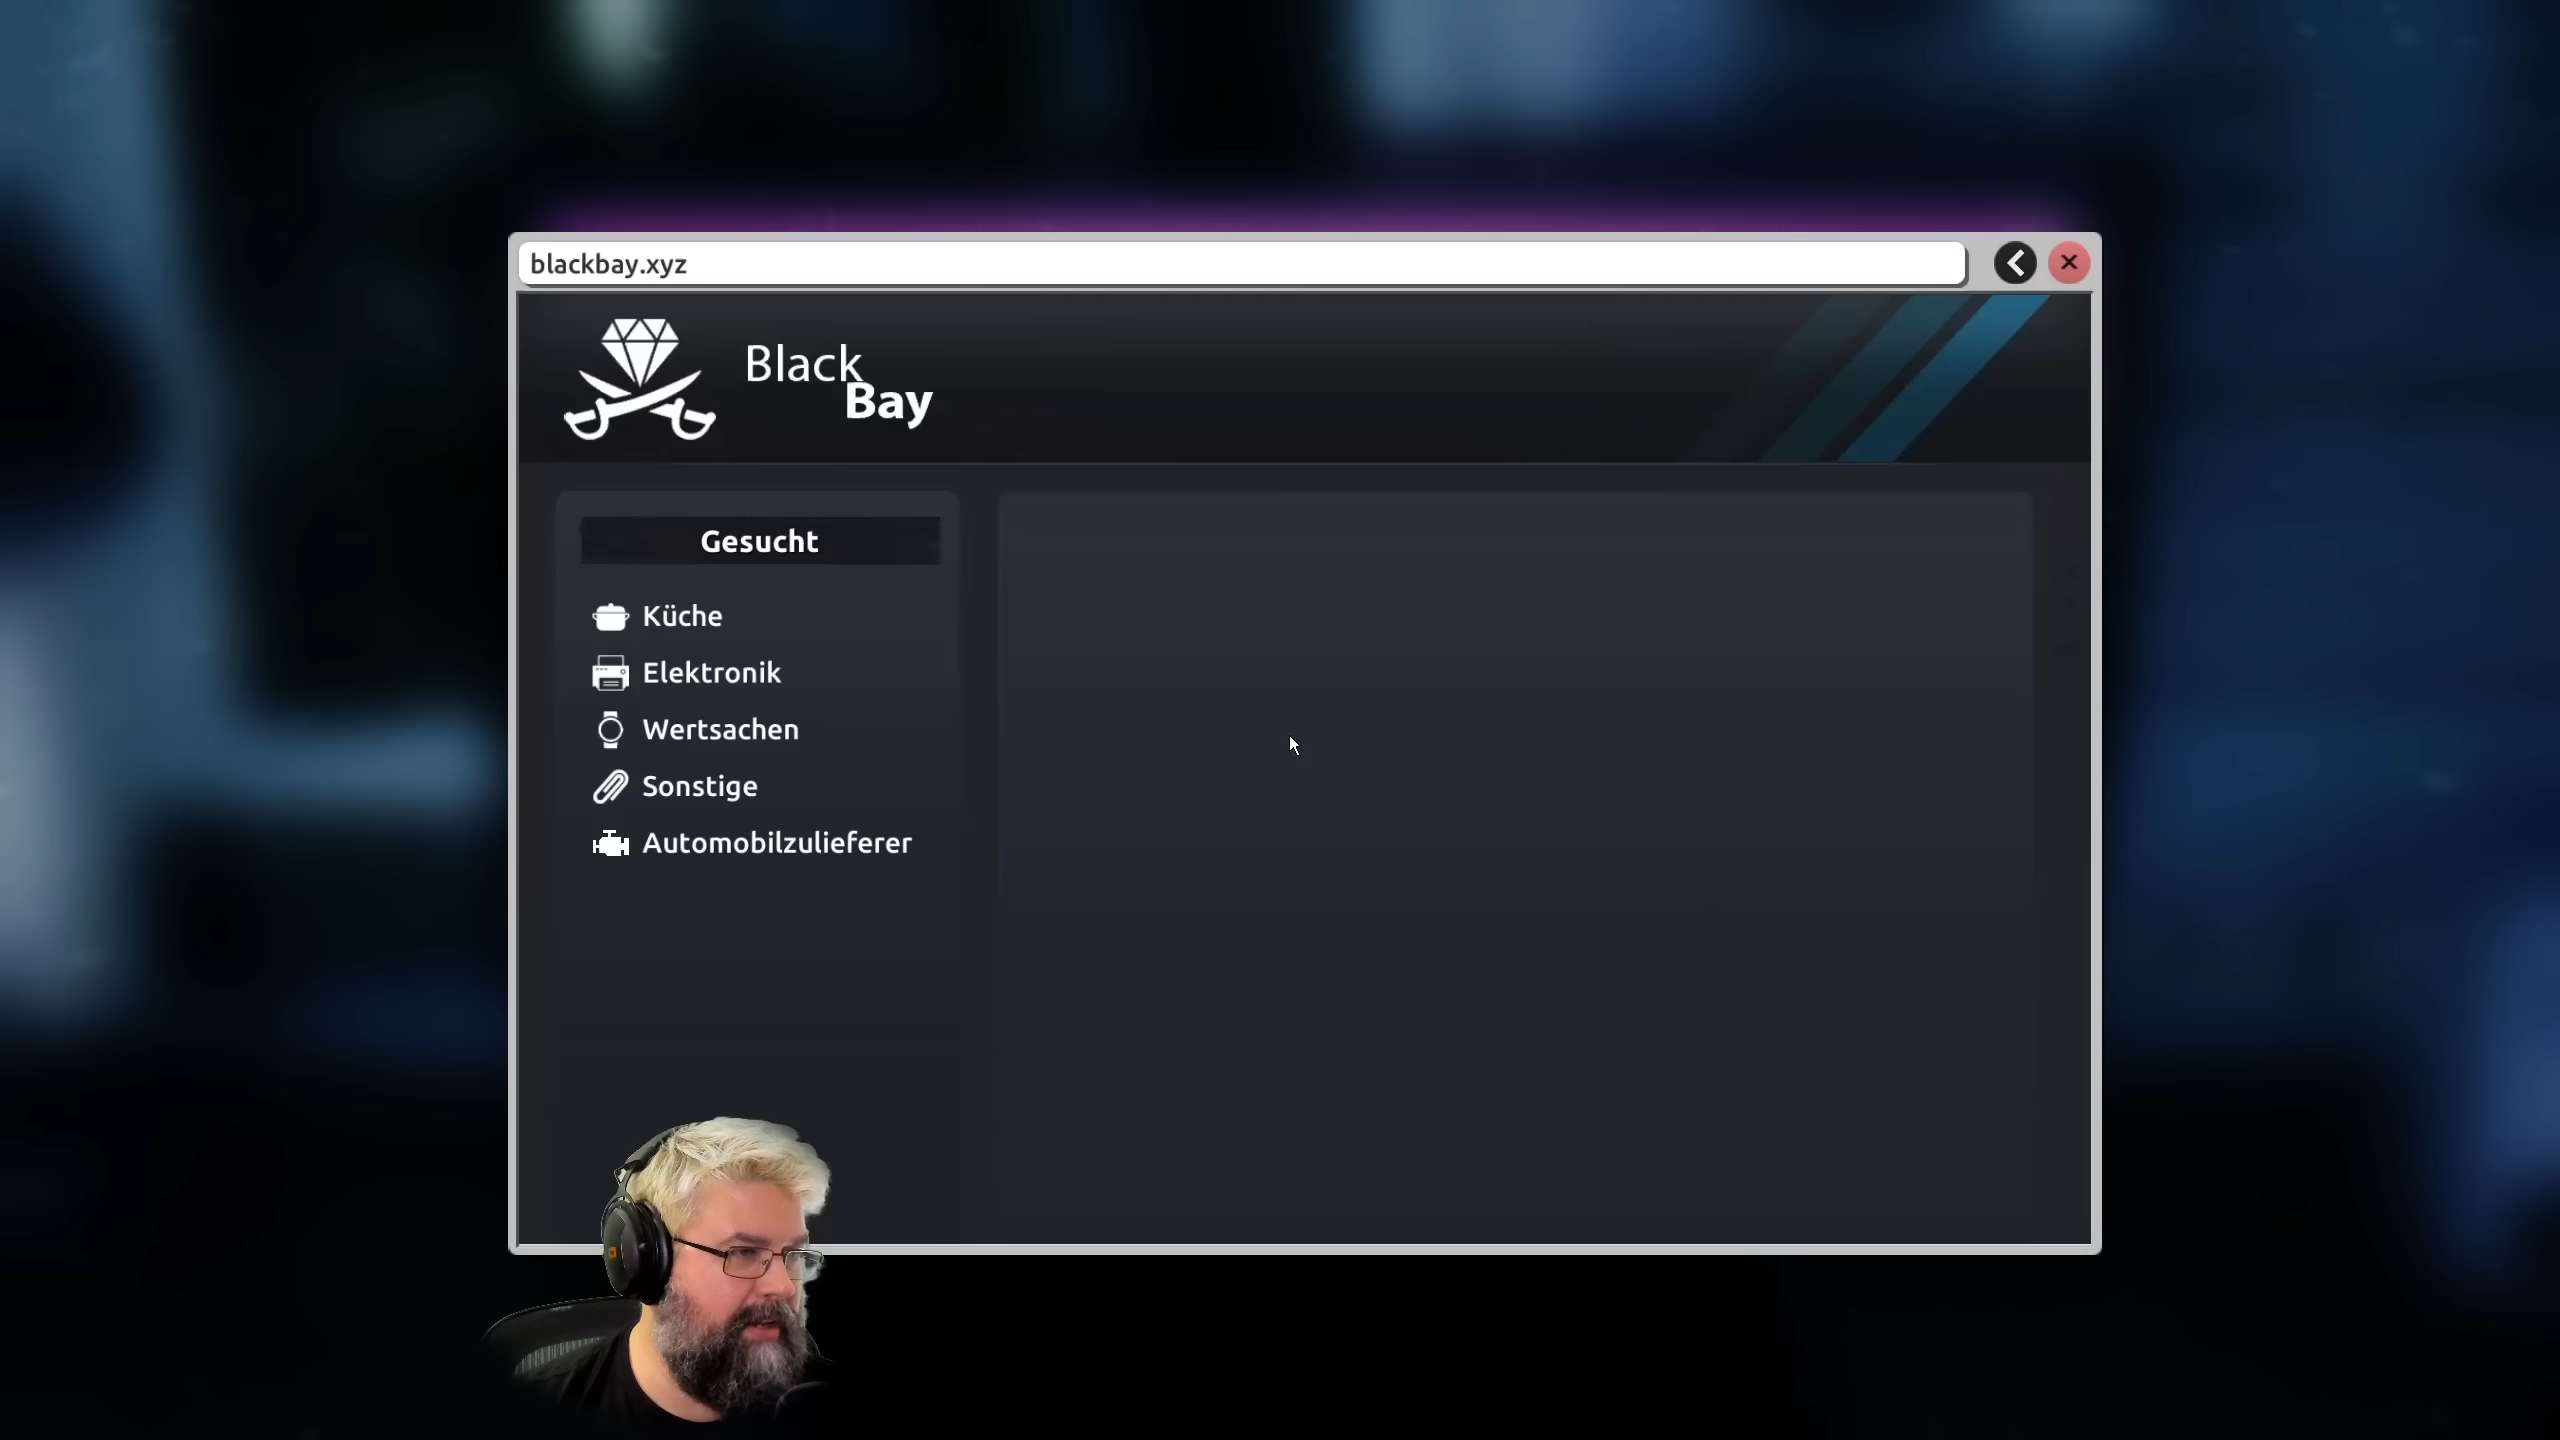 blackbay.xyz
Black
Bay
Gesucht
Küche
Elektronik
Wertsachen
Sonstige
Automobilzulieferer